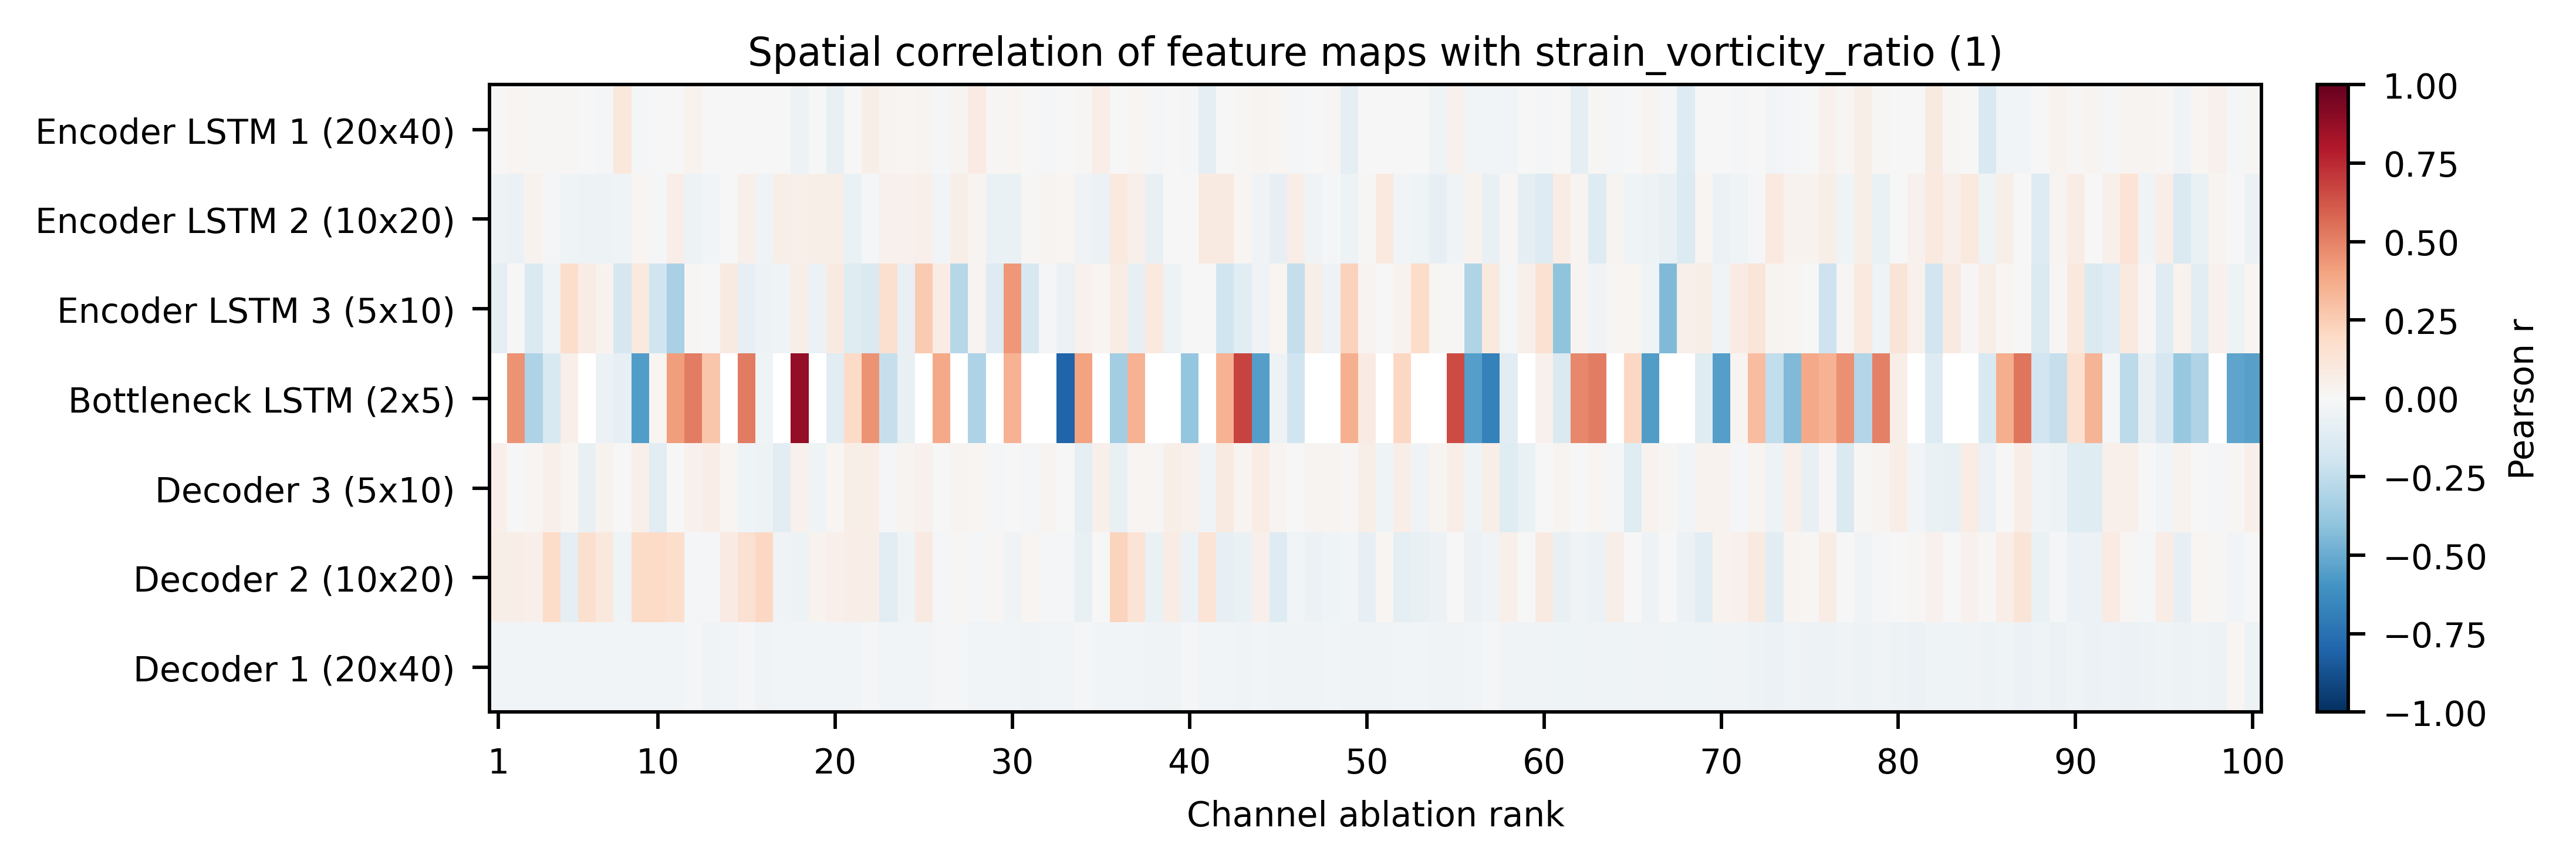 Spatial correlation of feature maps with strain_vorticity_ratio (1)
Encoder LSTM 1 (20x40)
Encoder LSTM 2 (10x20)
Encoder LSTM 3 (5x10)
Bottleneck LSTM (2x5)
Decoder 3 (5x10)
Decoder 2 (10x20)
Decoder 1 (20x40)
1 10 20 30 40 50 60 70 80 90 100
Channel ablation rank
1.00
0.75
0.50
0.25
0.00
−0.25
−0.50
−0.75
−1.00
Pearson r